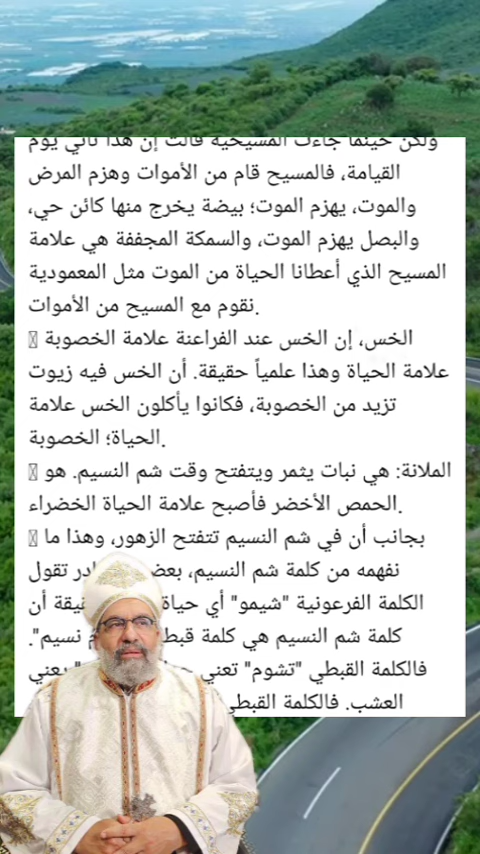 ولكن حينما جاءت المسيحية قالت إن هذا ثاني يوم
القيامة، فالمسيح قام من الأموات وهزم المرض
والموت، يهزم الموت؛ بيضة يخرج منها كائن حي،
والبصل يهزم الموت، والسمكة المجففة هي علامة
المسيح الذي أعطانا الحياة من الموت مثل المعمودية
نقوم مع المسيح من الأموات.
الخس، إن الخس عند الفراعنة علامة الخصوبة
علامة الحياة وهذا علمياً حقيقة. أن الخس فيه زيوت
تزيد من الخصوبة، فكانوا يأكلون الخس علامة
الحياة؛ الخصوبة.
الملانة: هي نبات يثمر ويتفتح وقت شم النسيم. هو
الحمص الأخضر فأصبح علامة الحياة الخضراء.
بجانب أن في شم النسيم تتفتح الزهور، وهذا ما
نفهمه من كلمة شم النسيم، بعض تقول
الكلمة الفرعونية "شيمو" أي حياة أن
كلمة شم النسيم هي كلمة نسيم".
فالكلمة القبطي "تشوم" تعني يعني
العشب. فالكلمة القبطي